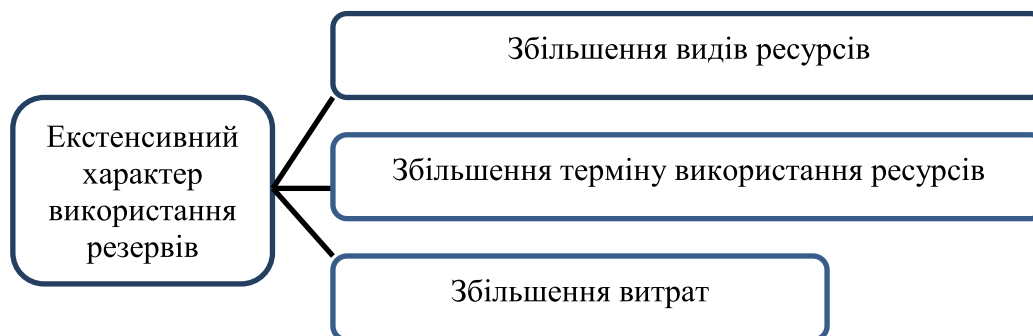 Збільшення видів ресурсів
Екстенсивний
характер
використання
резервів
Збільшення терміну використання ресурсів
Збільшення витрат